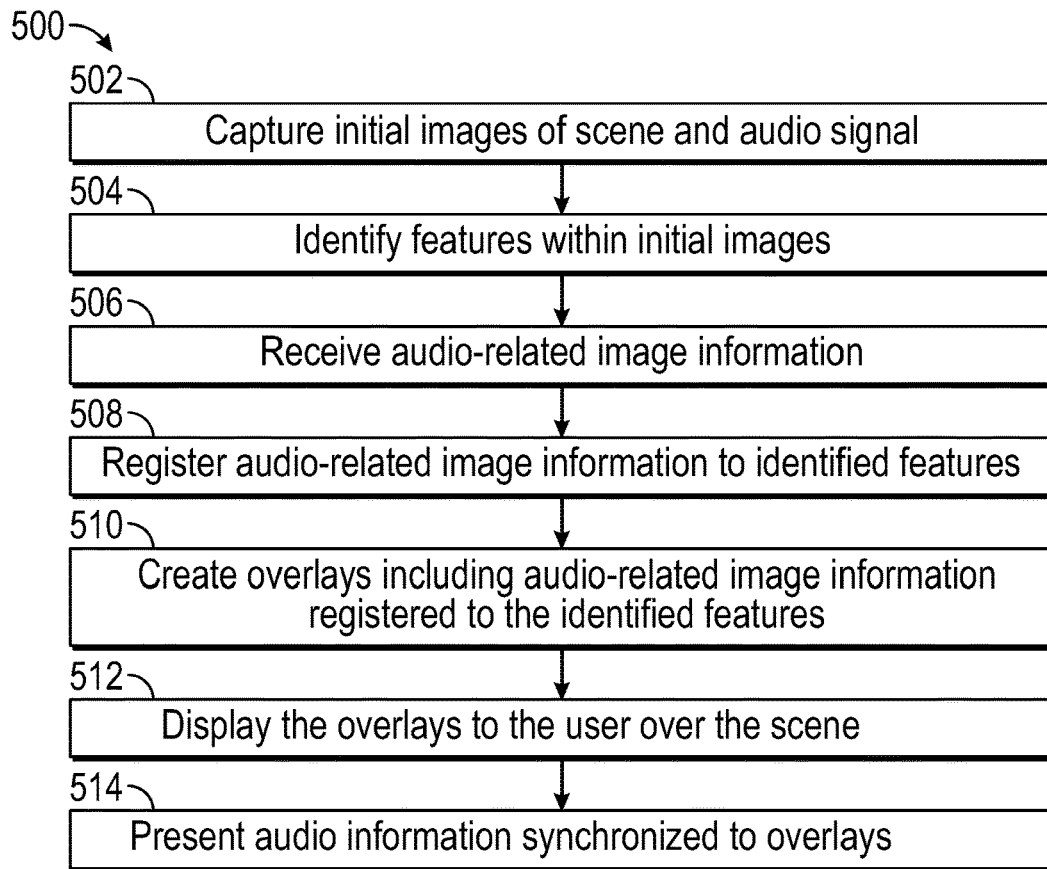 500
502
Capture initial images of scene and audio signal
504
Identify features within initial images
506
Receive audio-related image information
508
Register audio-related image information to identified features
510
Create overlays including audio-related image information
registered to the identified features
512
Display the overlays to the user over the scene
514
Present audio information synchronized to overlays